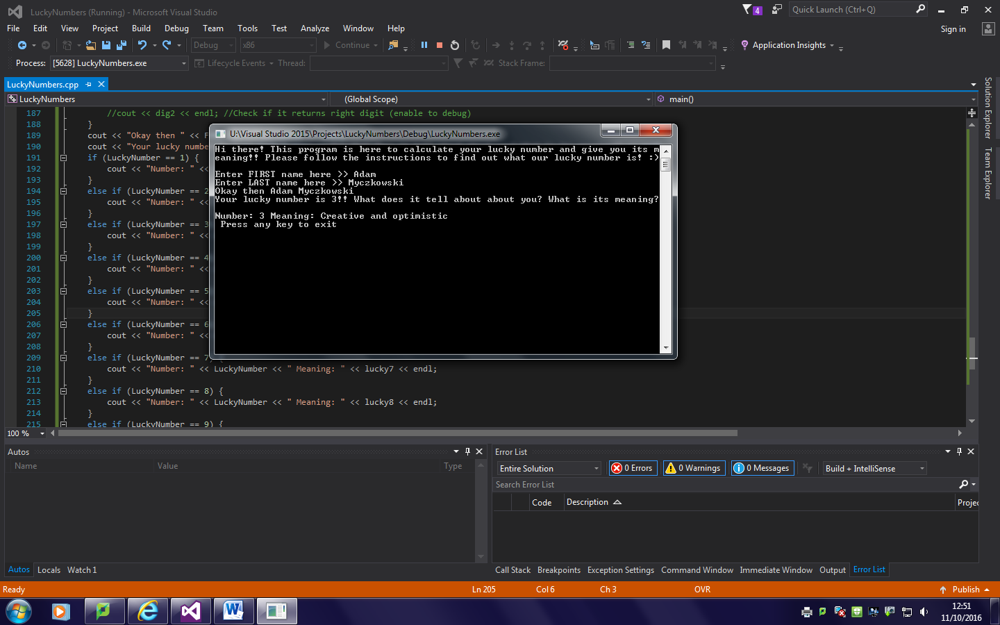 LuckyNumbers (Running) - Microsoft Visual Studio
4
Quick Launch (Ctrl+Q)
File Edit View Project Build Debug Team Tools Test Analyze Window Help
Sign in
Debug x86 Continue Application Insights
Process: [5628] LuckyNumbers.exe Lifecycle Events Thread: Stack Frame:
LuckyNumbers.cpp
LuckyNumbers (Global Scope) main()
Solution Explorer
Team Explorer
187 //cout << dig2 << endl; //Check if it returns right digit (enable to debug)
188 }
189 cout << "Okay then " << F
190 cout << "Your lucky numbe
191 if (LuckyNumber == 1) {
192 cout << "Number: " <<
193 }
194 else if (LuckyNumber == 2
195 cout << "Number: " <<
196 }
197 else if (LuckyNumber == 3
198 cout << "Number: " <<
199 }
200 else if (LuckyNumber == 4
201 cout << "Number: " <<
202 }
203 else if (LuckyNumber == 5
204 cout << "Number: " <<
205 }
206 else if (LuckyNumber == 6
207 cout << "Number: " <<
208 }
209 else if (LuckyNumber == 7) {
210 cout << "Number: " << LuckyNumber << " Meaning: " << lucky7 << endl;
211 }
212 else if (LuckyNumber == 8) {
213 cout << "Number: " << LuckyNumber << " Meaning: " << lucky8 << endl;
214 }
215 else if (LuckyNumber == 9) {
U:\Visual Studio 2015\Projects\LuckyNumbers\Debug\LuckyNumbers.exe
Hi there! This program is here to calculate your lucky number and give you its m
eaning!! Please follow the instructions to find out what our lucky number is! :)
Enter FIRST name here >> Adam
Enter LAST name here >> Myczkowski
Okay then Adam Myczkowski
Your lucky number is 3!! What does it tell about about you? What is its meaning?
Number: 3 Meaning: Creative and optimistic
Press any key to exit
100 %
Autos
Name Value Type
Autos Locals Watch 1
Error List
Entire Solution 0 Errors 0 Warnings 0 Messages Build + IntelliSense
Search Error List
Code Description Projec
Call Stack Breakpoints Exception Settings Command Window Immediate Window Output Error List
Ready Ln 205 Col 6 Ch 3 OVR Publish
12:51
11/10/2016